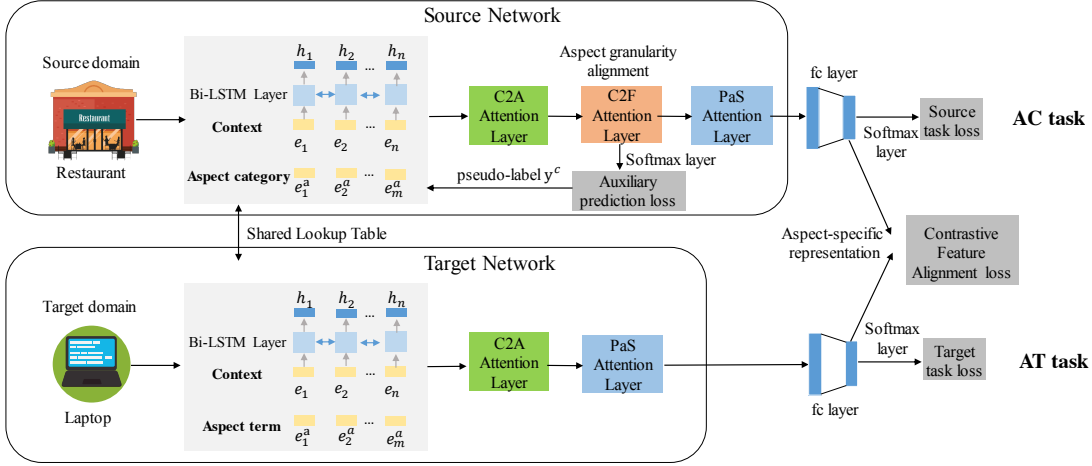 Source Network
Source domain
Restaurant
Restaurant
h₁ h₂ ... hₙ
Bi-LSTM Layer
Context
e₁ e₂ ... eₙ
Aspect category
e₁ᵃ e₂ᵃ ... eₘᵃ
C2A
Attention
Layer
Aspect granularity
alignment
C2F
Attention
Layer
PaS
Attention
Layer
Softmax layer
pseudo-label yᶜ
Auxiliary
prediction loss
fc layer
Softmax
layer
Source
task loss
AC task
Shared Lookup Table
Aspect-specific
representation
Contrastive
Feature
Alignment loss
Target Network
Target domain
Laptop
h₁ h₂ ... hₙ
Bi-LSTM Layer
Context
e₁ e₂ ... eₙ
Aspect term
e₁ᵃ e₂ᵃ ... eₘᵃ
C2A
Attention
Layer
PaS
Attention
Layer
fc layer
Softmax
layer
Target
task loss
AT task